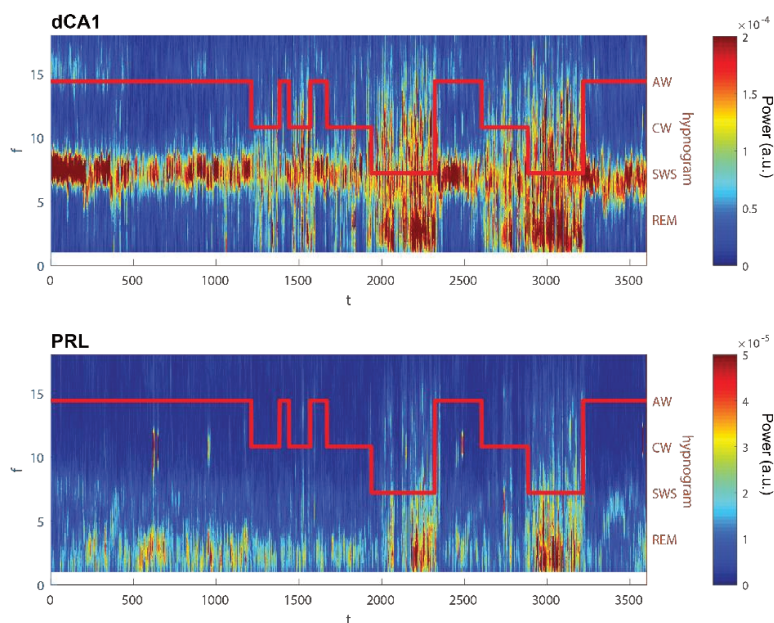 dCA1
× 10⁻⁴
15
10
5
0
f
0 500 1000 1500 2000 2500 3000 3500
t
AW
CW
SWS
REM
hypnogram
2
1.5
1
0.5
0
Power (a.u.)
PRL
× 10⁻⁵
15
10
5
0
f
0 500 1000 1500 2000 2500 3000 3500
t
AW
CW
SWS
REM
hypnogram
5
4
3
2
1
0
Power (a.u.)